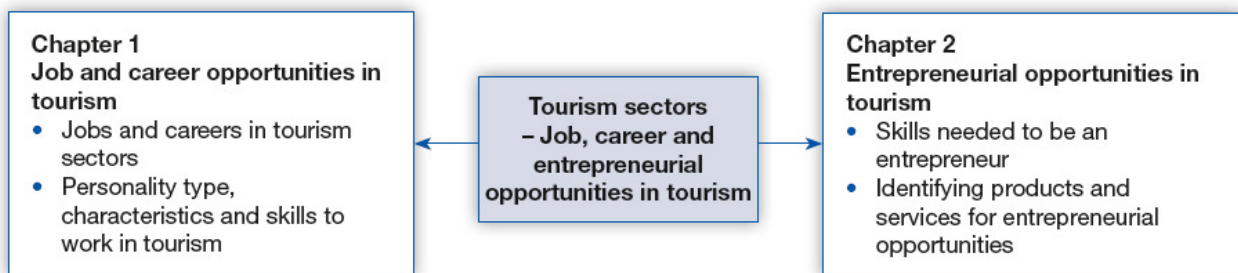 Chapter 1
Job and career opportunities in
tourism
• Jobs and careers in tourism
sectors
• Personality type,
characteristics and skills to
work in tourism
Tourism sectors
– Job, career and
entrepreneurial
opportunities in tourism
Chapter 2
Entrepreneurial opportunities in
tourism
• Skills needed to be an
entrepreneur
• Identifying products and
services for entrepreneurial
opportunities